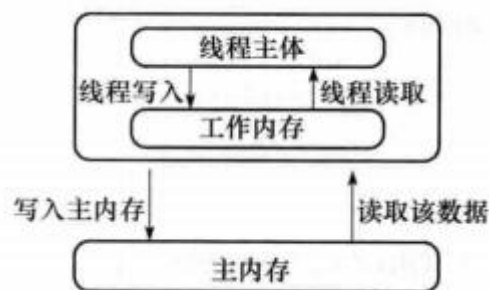 线程主体
线程写入
线程读取
工作内存
写入主内存
读取该数据
主内存